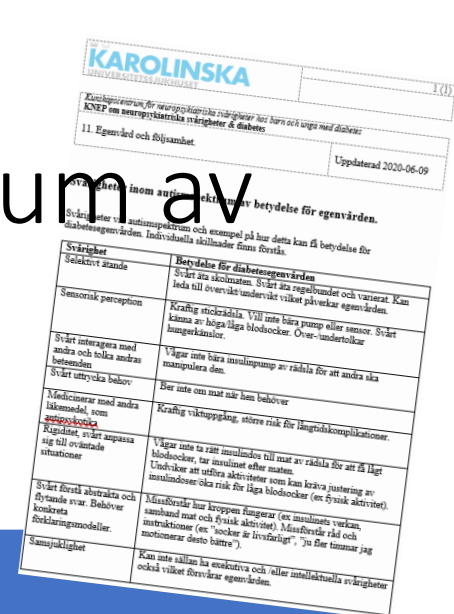 KAROLINSKA
UNIVERSITETSSJUKHUSET
1 (1)
Kunskapscentrum för neuropsykiatriska svårigheter hos barn och unga med diabetes
KNEP om neuropsykiatriska svårigheter & diabetes
11. Egenvård och följsamhet.
Uppdaterad 2020-06-09
um av
Svårigheter inom autismspektrum av betydelse för egenvården.
Svårigheter vid autismspektrum och exempel på hur detta kan få betydelse för
diabetesegenvården. Individuella skillnader finns förstås.
Svårighet
Betydelse för diabetesegenvården
Selektivt ätande
Svårt äta skolmaten. Svårt äta regelbundet och varierat. Kan
leda till övervikt/undervikt vilket påverkar egenvården.
Sensorisk perception
Kraftig stickrädsla. Vill inte bära pump eller sensor. Svårt
känna av höga/låga blodsocker. Över-/undertolkar
hungerkänslor.
Svårt interagera med
andra och tolka andras
beteenden
Vågar inte bära insulinpump av rädsla för att andra ska
manipulera den.
Svårt uttrycka behov
Ber inte om mat när hen behöver
Medicinerar med andra
läkemedel, som
antipsykotika
Kraftig viktuppgång, större risk för långtidskomplikationer.
Rigiditet, svårt anpassa
sig till oväntade
situationer
Vågar inte ta rätt insulindos till mat av rädsla för att få lågt
blodsocker, tar insulinet efter maten.
Undviker att utföra aktiviteter som kan kräva justering av
insulindoser/öka risk för låga blodsocker (ex fysisk aktivitet).
Svårt förstå abstrakta och
flytande svar. Behöver
konkreta
förklaringsmodeller.
Missförstår hur kroppen fungerar (ex insulinets verkan,
samband mat och fysisk aktivitet). Missförstår råd och
instruktioner (ex "socker är livsfarligt", "ju fler timmar jag
motionerar desto bättre").
Samsjuklighet
Kan inte sällan ha exekutiva och /eller intellektuella svårigheter
också vilket försvårar egenvården.